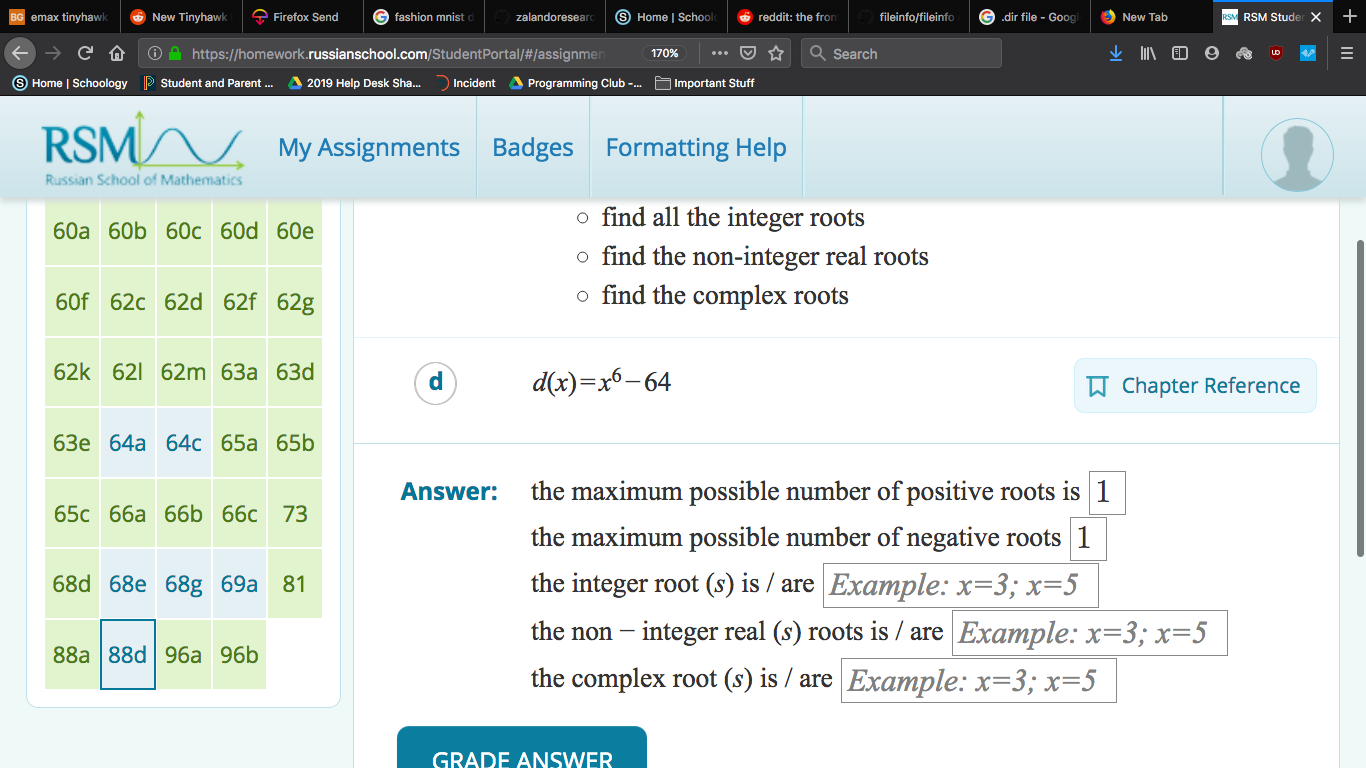 BG emax tinyhawk
New Tinyhawk
Firefox Send
fashion mnist d
zalandoresearc
S Home | School
reddit: the fron
fileinfo/fileinfo
.dir file - Goog
New Tab
RSM RSM Studen
https://homework.russianschool.com/StudentPortal/#/assignmen
170%
Search
S Home | Schoology
Student and Parent ...
2019 Help Desk Sha...
Incident
Programming Club -...
Important Stuff
RSM
Russian School of Mathematics
My Assignments
Badges
Formatting Help
60a 60b 60c 60d 60e
60f 62c 62d 62f 62g
62k 62l 62m 63a 63d
63e 64a 64c 65a 65b
65c 66a 66b 66c 73
68d 68e 68g 69a 81
88a 88d 96a 96b
find all the integer roots
find the non-integer real roots
find the complex roots
d d(x)=x⁶−64
Chapter Reference
Answer: the maximum possible number of positive roots is 1
the maximum possible number of negative roots 1
the integer root (s) is / are Example: x=3; x=5
the non − integer real (s) roots is / are Example: x=3; x=5
the complex root (s) is / are Example: x=3; x=5
GRADE ANSWER